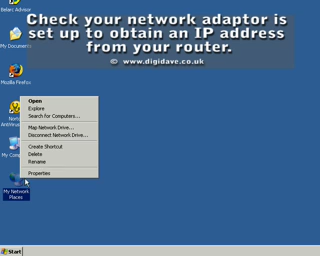 Belarc Advisor
Check your network adaptor is
set up to obtain an IP address
from your router.
© www.digidave.co.uk
My Documents
Mozilla Firefox
Open
Explore
Search for Computers...
Map Network Drive...
Disconnect Network Drive...
Create Shortcut
Delete
Rename
Properties
My Network
Places
Start